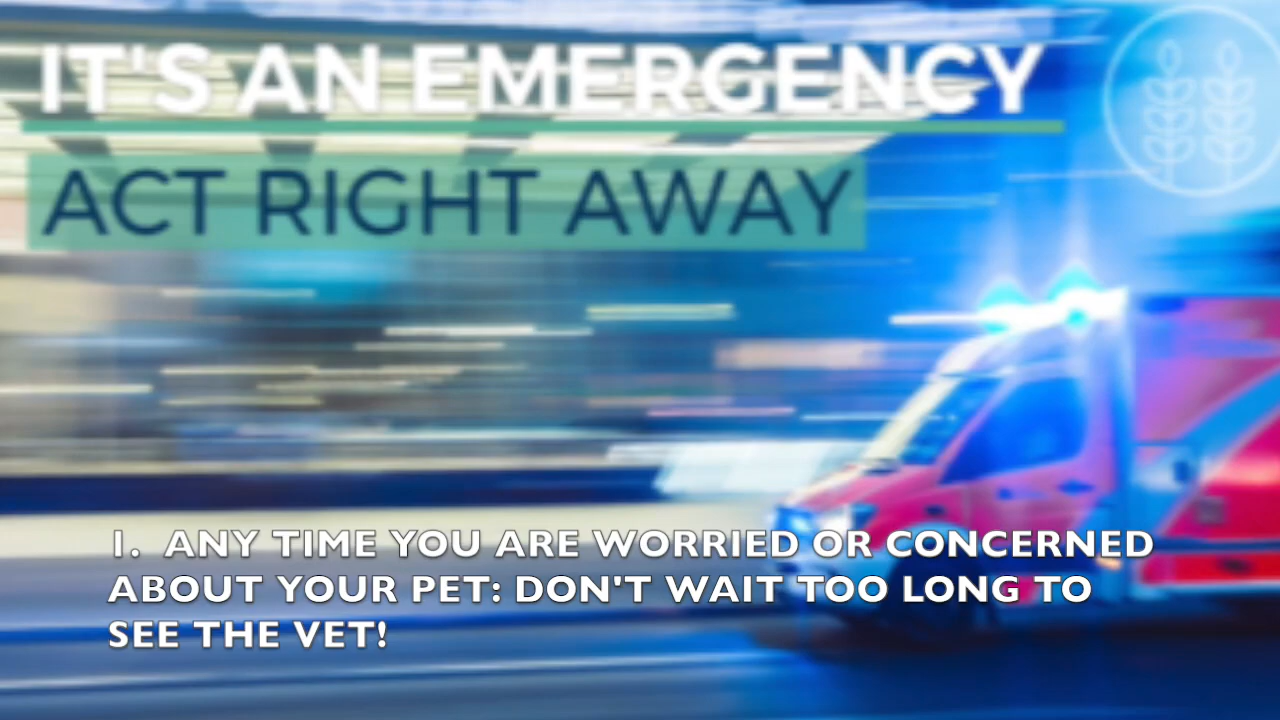 IT'S AN EMERGENCY
ACT RIGHT AWAY
1. ANY TIME YOU ARE WORRIED OR CONCERNED
ABOUT YOUR PET: DON'T WAIT TOO LONG TO
SEE THE VET!